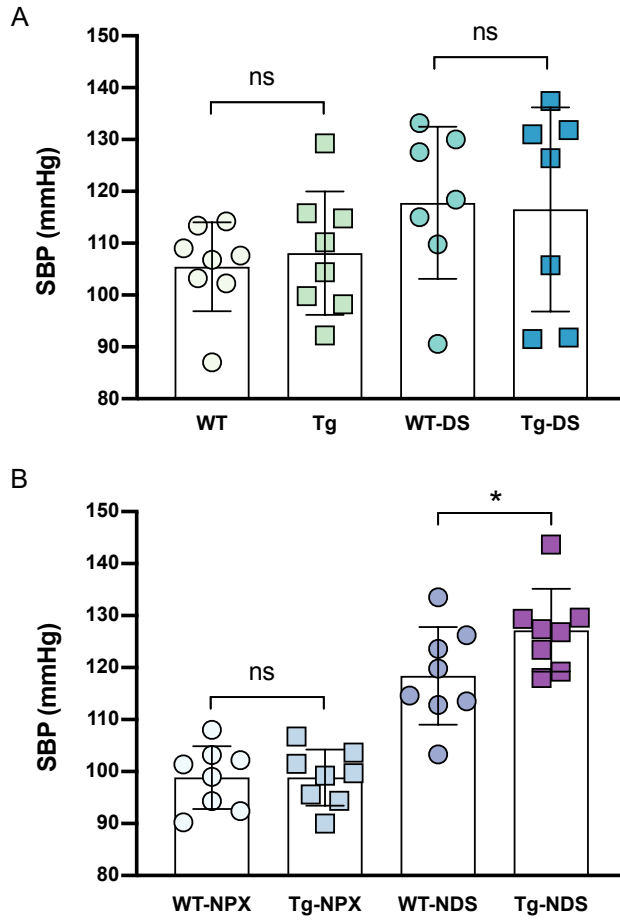 A
SBP (mmHg)
150
140
130
120
110
100
90
80
ns
ns
WT
Tg
WT-DS
Tg-DS
B
SBP (mmHg)
150
140
130
120
110
100
90
80
ns
*
WT-NPX
Tg-NPX
WT-NDS
Tg-NDS